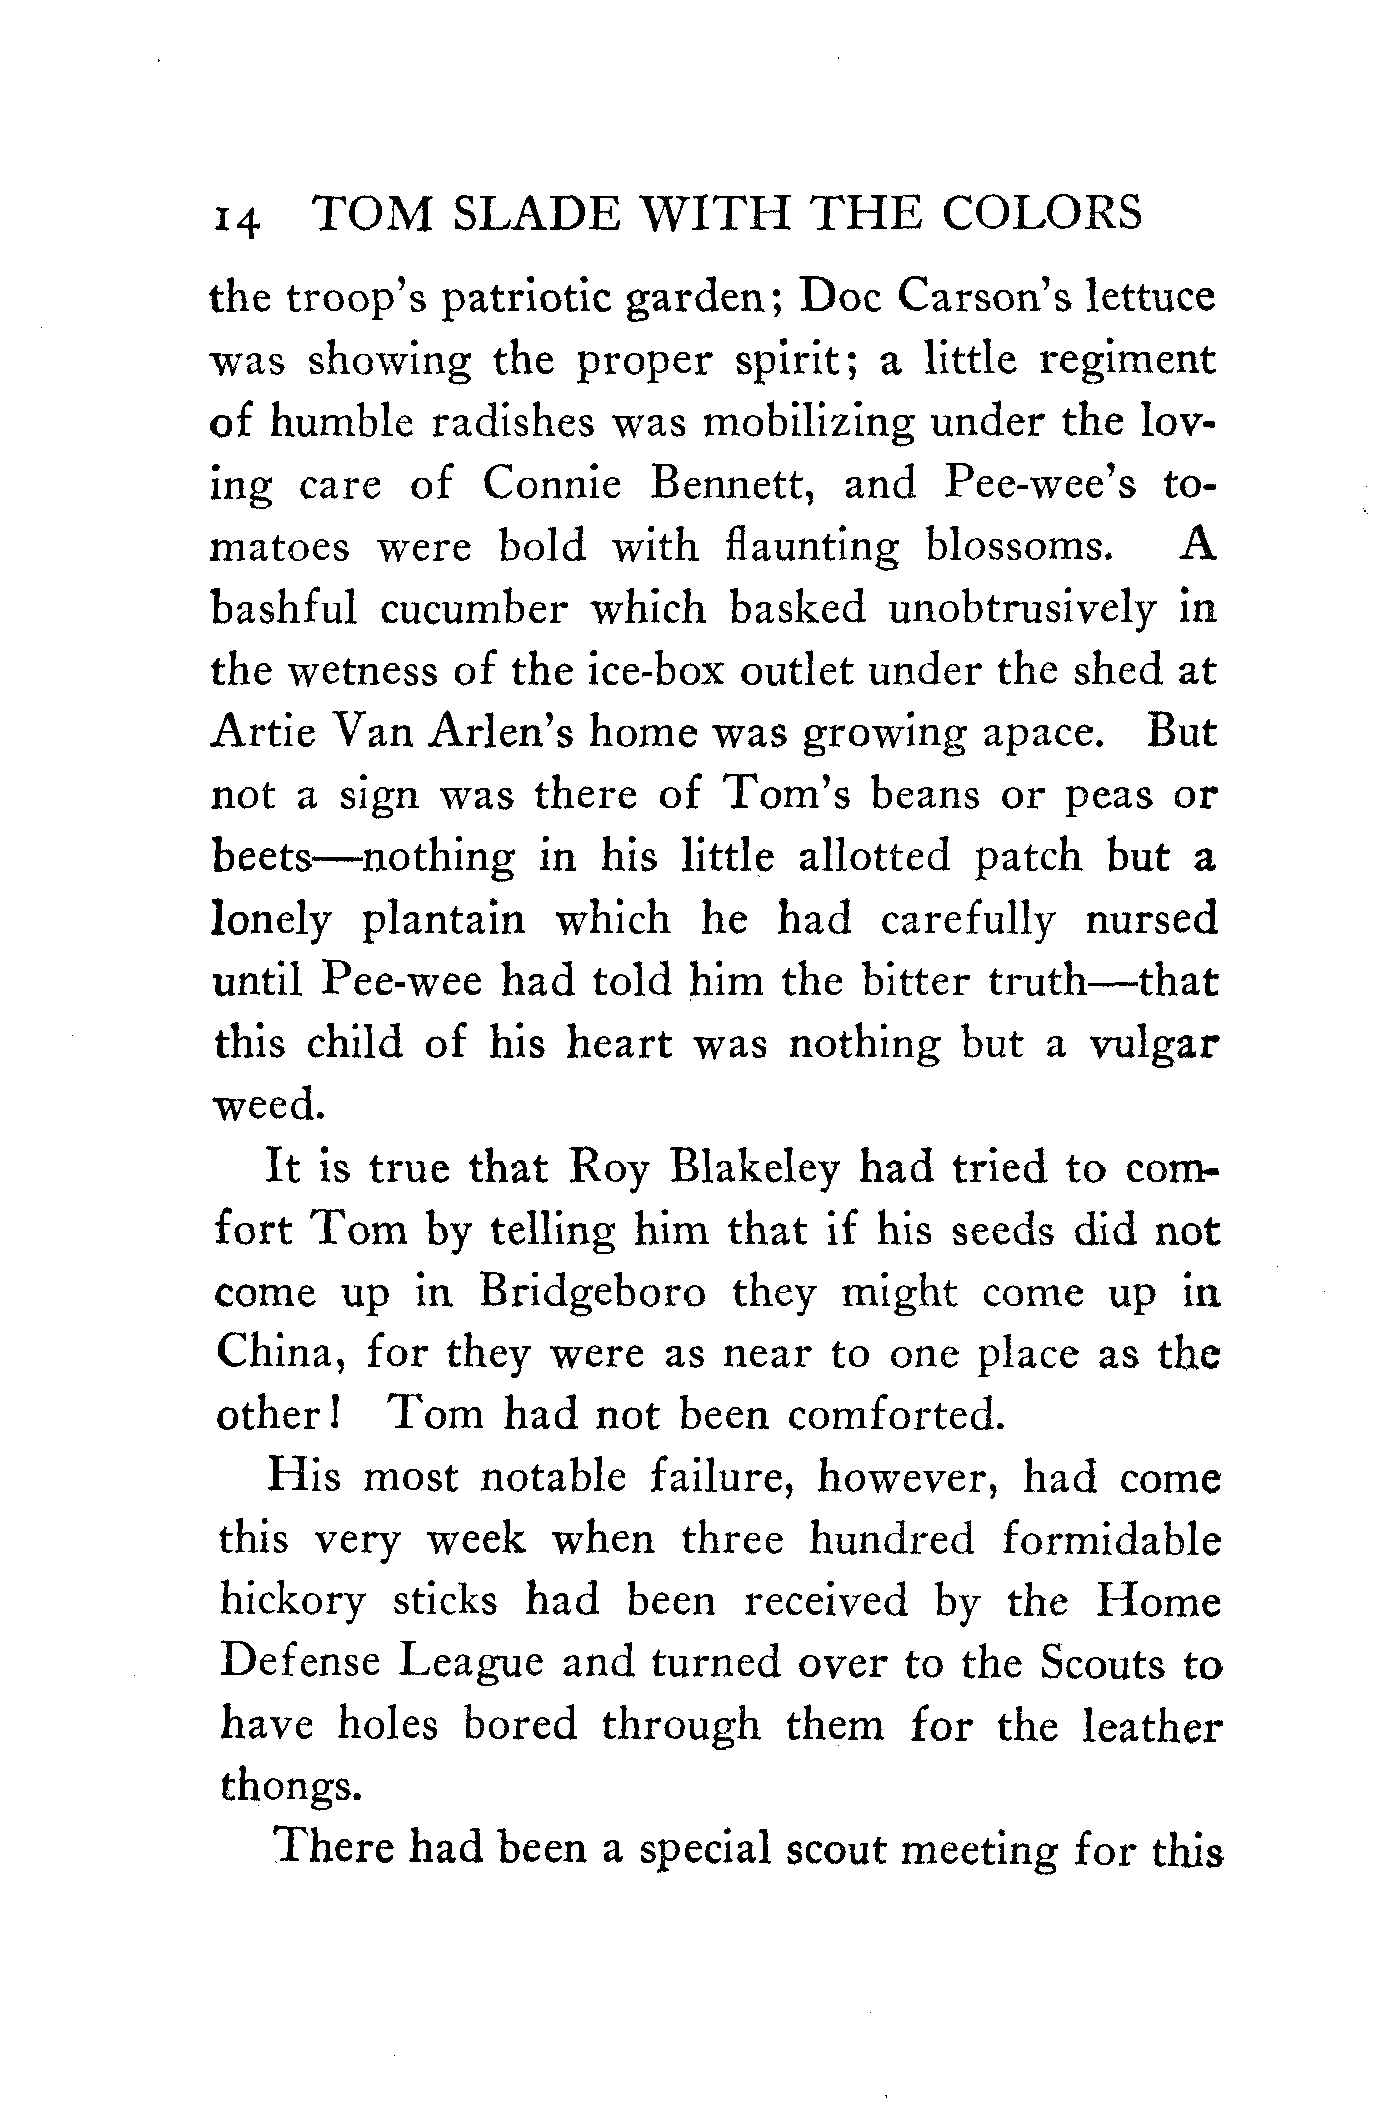 14 TOM SLADE WITH THE COLORS
the troop's patriotic garden; Doc Carson's lettuce
was showing the proper spirit; a little regiment
of humble radishes was mobilizing under the lov-
ing care of Connie Bennett, and Pee-wee's to-
matoes were bold with flaunting blossoms. A
bashful cucumber which basked unobtrusively in
the wetness of the ice-box outlet under the shed at
Artie Van Arlen's home was growing apace. But
not a sign was there of Tom's beans or peas or
beets—nothing in his little allotted patch but a
lonely plantain which he had carefully nursed
until Pee-wee had told him the bitter truth—that
this child of his heart was nothing but a vulgar
weed.
It is true that Roy Blakeley had tried to com-
fort Tom by telling him that if his seeds did not
come up in Bridgeboro they might come up in
China, for they were as near to one place as the
other! Tom had not been comforted.
His most notable failure, however, had come
this very week when three hundred formidable
hickory sticks had been received by the Home
Defense League and turned over to the Scouts to
have holes bored through them for the leather
thongs.
There had been a special scout meeting for this